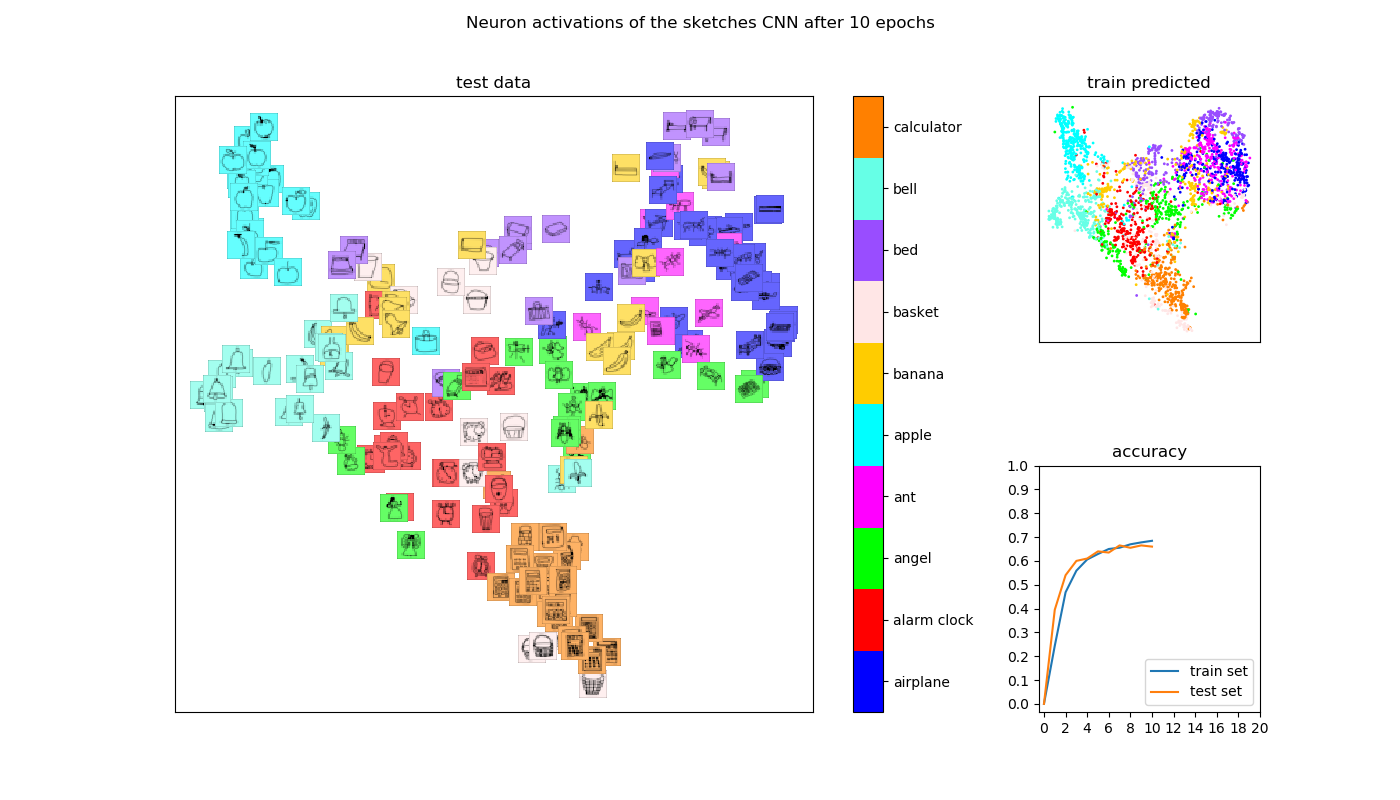 Neuron activations of the sketches CNN after 10 epochs
test data
calculator
bell
bed
basket
banana
apple
ant
angel
alarm clock
airplane
train predicted
accuracy
1.0
0.9
0.8
0.7
0.6
0.5
0.4
0.3
0.2
0.1
0.0
train set
test set
0 2 4 6 8 10 12 14 16 18 20